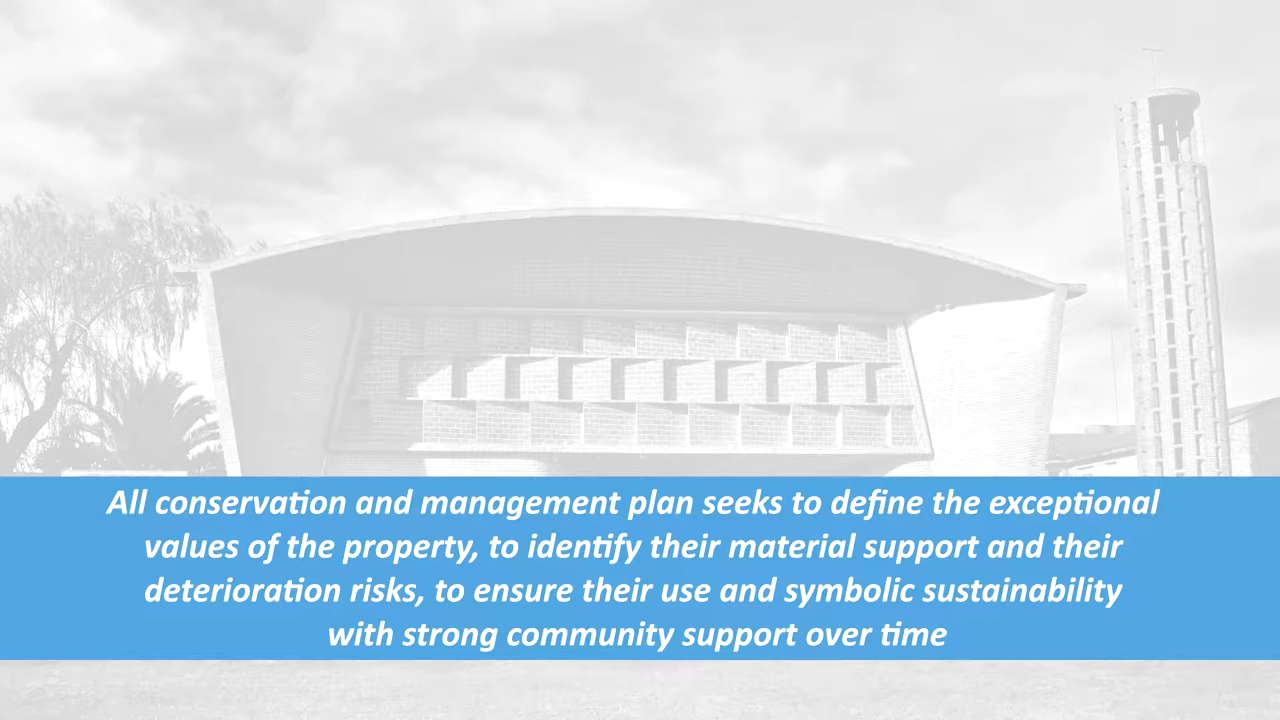 All conservation and management plan seeks to define the exceptional
values of the property, to identify their material support and their
deterioration risks, to ensure their use and symbolic sustainability
with strong community support over time